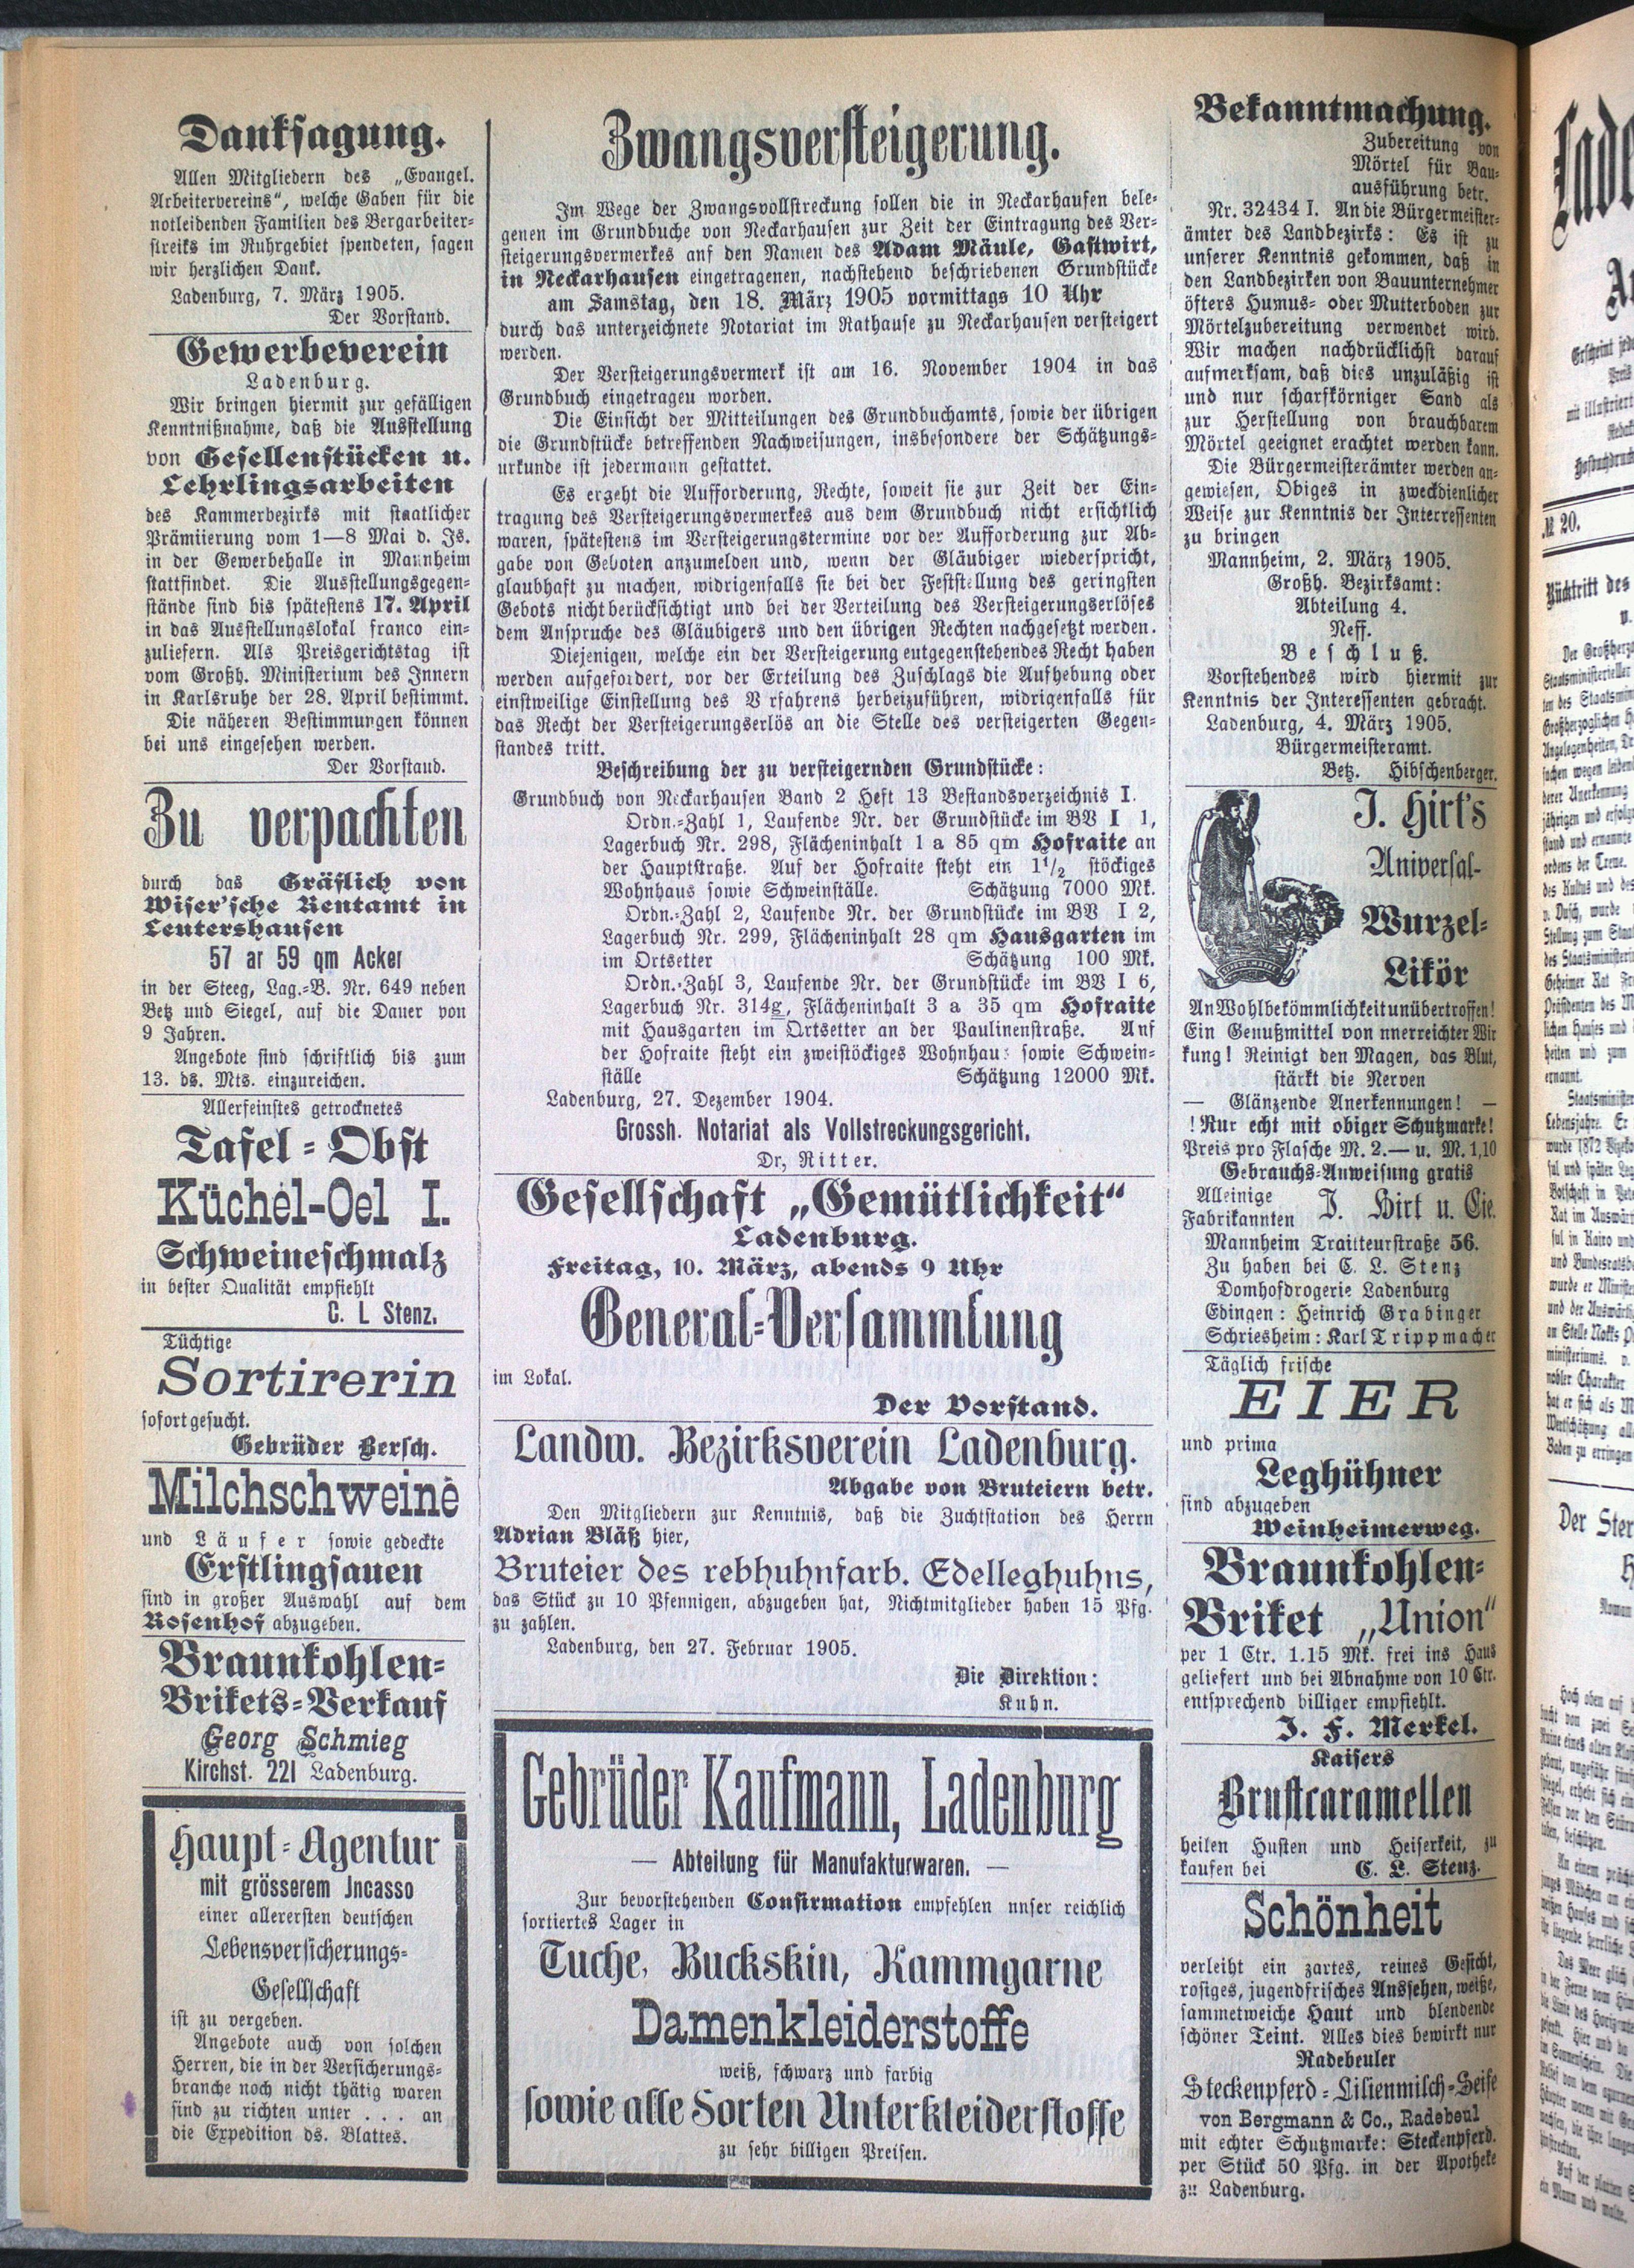 Danksagung.
Allen Mitgliedern des „Evangel.
Arbeitervereins“, welche Gaben für die
notleidenden Familien des Bergarbeiter-
streiks im Ruhrgebiet spendeten, sagen
wir herzlichen Dank.
Ladenburg, 7. März 1905.
Der Vorstand.
Gewerbeverein
Ladenburg.
Wir bringen hiermit zur gefälligen
Kenntnißnahme, daß die Ausstellung
von Gesellenstücken u.
Lehrlingsarbeiten
des Kammerbezirks mit staatlicher
Prämiierung vom 1—8 Mai d. Js.
in der Gewerbehalle in Mannheim
stattfindet. Die Ausstellungsgegen-
stände sind bis spätestens 17. April
in das Ausstellungslokal franco ein-
zuliefern. Als Preisgerichtstag ist
vom Großh. Ministerium des Innern
in Karlsruhe der 28. April bestimmt.
Die näheren Bestimmungen können
bei uns eingesehen werden.
Der Vorstand.
Zu verpachten
durch das Gräflich von
Wiser'sche Rentamt in
Leutershausen
57 ar 59 qm Acker
in der Steeg, Lag.-B. Nr. 649 neben
Betz und Siegel, auf die Dauer von
9 Jahren.
Angebote sind schriftlich bis zum
13. ds. Mts. einzureichen.
Allerfeinstes getrocknetes
Tafel-Obst
Küchel-Oel I.
Schweineschmalz
in bester Qualität empfiehlt
C. L Stenz.
Tüchtige
Sortirerin
sofort gesucht.
Gebrüder Bersch.
Milchschweine
und Läufer sowie gedeckte
Erstlingsauen
sind in großer Auswahl auf dem
Rosenhof abzugeben.
Braunkohlen-
Brikets-Verkauf
Georg Schmieg
Kirchst. 221 Ladenburg.
Haupt-Agentur
mit grösserem Jncasso
einer allerersten deutschen
Lebensversicherungs-
Gesellschaft
ist zu vergeben.
Angebote auch von solchen
Herren, die in der Versicherungs-
branche noch nicht thätig waren
sind zu richten unter . . . an
die Expedition ds. Blattes.
Zwangsversteigerung.
Im Wege der Zwangsvollstreckung sollen die in Neckarhausen bele-
genen im Grundbuche von Neckarhausen zur Zeit der Eintragung des Ver-
steigerungsvermerkes auf den Namen des Adam Mäule, Gastwirt,
in Neckarhausen eingetragenen, nachstehend beschriebenen Grundstücke
am Samstag, den 18. März 1905 vormittags 10 Uhr
durch das unterzeichnete Notariat im Rathause zu Neckarhausen versteigert
werden.
Der Versteigerungsvermerk ist am 16. November 1904 in das
Grundbuch eingetrageu worden.
Die Einsicht der Mitteilungen des Grundbuchamts, sowie der übrigen
die Grundstücke betreffenden Nachweisungen, insbesondere der Schätzungs-
urkunde ist jedermann gestattet.
Es ergeht die Aufforderung, Rechte, soweit sie zur Zeit der Ein-
tragung des Versteigerungsvermerkes aus dem Grundbuch nicht ersichtlich
waren, spätestens im Versteigerungstermine vor der Aufforderung zur Ab-
gabe von Geboten anzumelden und, wenn der Gläubiger wiederspricht,
glaubhaft zu machen, widrigenfalls sie bei der Feststellung des geringsten
Gebots nicht berücksichtigt und bei der Verteilung des Versteigerungserlöses
dem Anspruche des Gläubigers und den übrigen Rechten nachgesetzt werden.
Diejenigen, welche ein der Versteigerung entgegenstehendes Recht haben
werden aufgefordert, vor der Erteilung des Zuschlags die Aufhebung oder
einstweilige Einstellung des V rfahrens herbeizuführen, widrigenfalls für
das Recht der Versteigerungserlös an die Stelle des versteigerten Gegen-
standes tritt.
Beschreibung der zu versteigernden Grundstücke:
Grundbuch von Neckarhausen Band 2 Heft 13 Bestandsverzeichnis I.
Ordn.-Zahl 1, Laufende Nr. der Grundstücke im BV I 1,
Lagerbuch Nr. 298, Flächeninhalt 1 a 85 qm Hofraite an
der Hauptstraße. Auf der Hofraite steht ein 1 1/2 stöckiges
Wohnhaus sowie Schweinställe. Schätzung 7000 Mk.
Ordn.-Zahl 2, Laufende Nr. der Grundstücke im BV I 2,
Lagerbuch Nr. 299, Flächeninhalt 28 qm Hausgarten im
im Ortsetter Schätzung 100 Mk.
Ordn.-Zahl 3, Laufende Nr. der Grundstücke im BV I 6,
Lagerbuch Nr. 314g, Flächeninhalt 3 a 35 qm Hofraite
mit Hausgarten im Ortsetter an der Paulinenstraße. Auf
der Hofraite steht ein zweistöckiges Wohnhaus sowie Schwein-
ställe Schätzung 12000 Mk.
Ladenburg, 27. Dezember 1904.
Grossh. Notariat als Vollstreckungsgericht.
Dr, Ritter.
Gesellschaft „Gemütlichkeit“
Ladenburg.
Freitag, 10. März, abends 9 Uhr
General-Versammlung
im Lokal.
Der Vorstand.
Landw. Bezirksverein Ladenburg.
Abgabe von Bruteiern betr.
Den Mitgliedern zur Kenntnis, daß die Zuchtstation des Herrn
Adrian Bläß hier,
Bruteier des rebhuhnfarb. Edelleghuhns,
das Stück zu 10 Pfennigen, abzugeben hat, Nichtmitglieder haben 15 Pfg.
zu zahlen.
Ladenburg, den 27. Februar 1905.
Die Direktion:
Kuhn.
Gebrüder Kaufmann, Ladenburg
— Abteilung für Manufakturwaren. —
Zur bevorstehenden Confirmation empfehlen unser reichlich
sortiertes Lager in
Tuche, Buckskin, Kammgarne
Damenkleiderstoffe
weiß, schwarz und farbig
sowie alle Sorten Unterkleiderstoffe
zu sehr billigen Preisen.
Bekanntmachung.
Zubereitung von
Mörtel für Bau-
ausführung betr.
Nr. 32434 I. An die Bürgermeister-
ämter des Landbezirks: Es ist zu
unserer Kenntnis gekommen, daß in
den Landbezirken von Bauunternehmer
öfters Humus- oder Mutterboden zur
Mörtelzubereitung verwendet wird.
Wir machen nachdrücklichst darauf
aufmerksam, daß dies unzuläßig ist
und nur scharfkörniger Sand als
zur Herstellung von brauchbarem
Mörtel geeignet erachtet werden kann.
Die Bürgermeisterämter werden an-
gewiesen, Obiges in zweckdienlicher
Weise zur Kenntnis der Interressenten
zu bringen
Mannheim, 2. März 1905.
Großh. Bezirksamt:
Abteilung 4.
Neff.
Beschluß.
Vorstehendes wird hiermit zur
Kenntnis der Interessenten gebracht.
Ladenburg, 4. März 1905.
Bürgermeisteramt.
Betz. Hibschenberger.
J. Hirt's
Universal-
Wurzel-
Likör
An Wohlbekömmlichkeit unübertroffen!
Ein Genußmittel von unerreichter Wir
kung! Reinigt den Magen, das Blut,
stärkt die Nerven
— Glänzende Anerkennungen! —
! Nur echt mit obiger Schutzmarke!
Preis pro Flasche M. 2.— u. M. 1,10
Gebrauchs-Anweisung gratis
Alleinige
Fabrikannten J. Hirt u. Cie.
Mannheim Traitteurstraße 56.
Zu haben bei C. L. Stenz
Domhofdrogerie Ladenburg
Edingen: Heinrich Grabinger
Schriesheim: Karl Trippmacher
Täglich frische
EIER
und prima
Leghühner
sind abzugeben
Weinheimerweg.
Braunkohlen-
Briket „Union“
per 1 Ctr. 1.15 Mk. frei ins Haus
geliefert und bei Abnahme von 10 Ctr.
entsprechend billiger empfiehlt.
J. F. Merkel.
Kaisers
Brustcaramellen
heilen Husten und Heiserkeit, zu
kaufen bei C. L. Stenz.
Schönheit
verleiht ein zartes, reines Gesicht,
rosiges, jugendfrisches Aussehen, weiße,
sammetweiche Haut und blendende
schöner Teint. Alles dies bewirkt nur
Radebeuler
Steckenpferd-Lilienmilch-Seife
von Bergmann & Co., Radebeul
mit echter Schutzmarke: Steckenpferd.
per Stück 50 Pfg. in der Apotheke
zu Ladenburg.
№ 20.
Rücktritt des
Der Großherzog
Der Ster